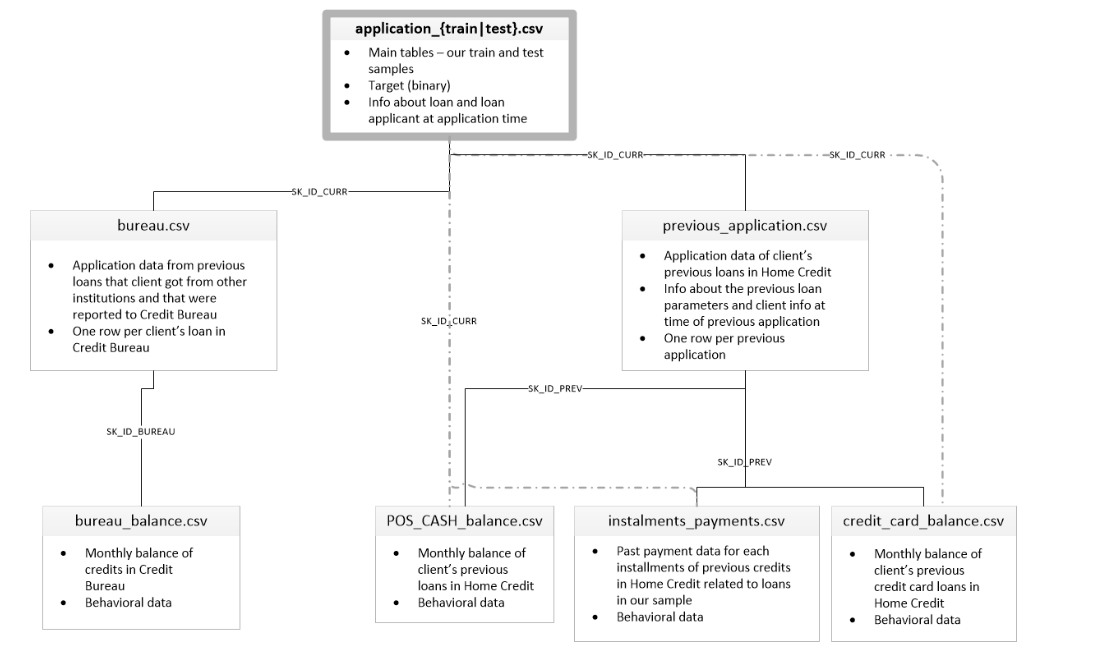 application_{train|test}.csv
• Main tables – our train and test
samples
• Target (binary)
• Info about loan and loan
applicant at application time
SK_ID_CURR
SK_ID_CURR
SK_ID_CURR
bureau.csv
• Application data from previous
loans that client got from other
institutions and that were
reported to Credit Bureau
• One row per client's loan in
Credit Bureau
previous_application.csv
• Application data of client's
previous loans in Home Credit
• Info about the previous loan
parameters and client info at
time of previous application
• One row per previous
application
SK_ID_CURR
SK_ID_PREV
SK_ID_BUREAU
SK_ID_PREV
bureau_balance.csv
• Monthly balance of
credits in Credit
Bureau
• Behavioral data
POS_CASH_balance.csv
• Monthly balance of
client's previous
loans in Home Credit
• Behavioral data
instalments_payments.csv
• Past payment data for each
installments of previous credits
in Home Credit related to loans
in our sample
• Behavioral data
credit_card_balance.csv
• Monthly balance of
client's previous
credit card loans in
Home Credit
• Behavioral data